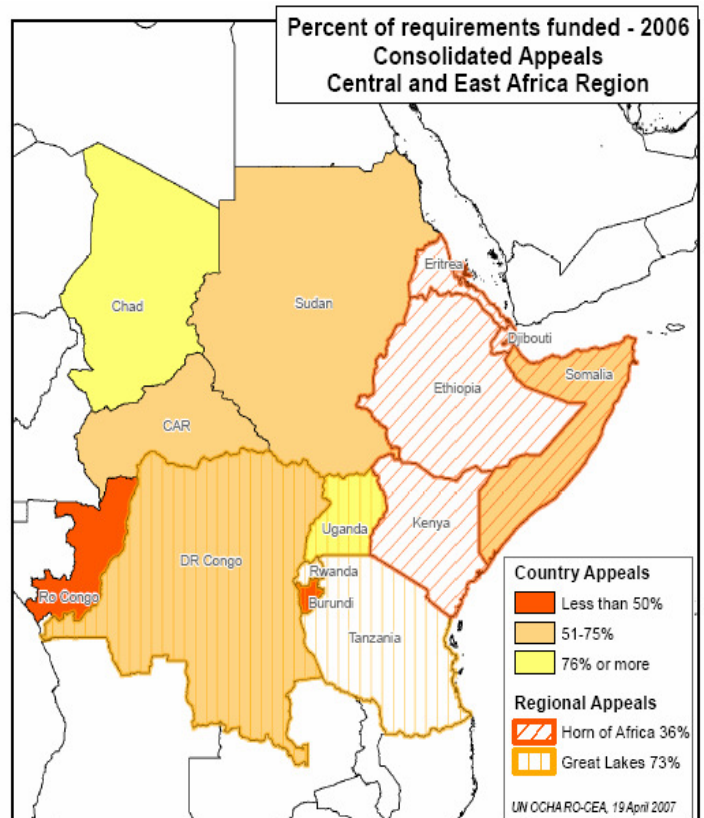 Percent of requirements funded - 2006
Consolidated Appeals
Central and East Africa Region
Eritrea
Chad
Sudan
Djibouti
Somalia
Ethiopia
CAR
Uganda
Kenya
DR Congo
Rwanda
Ro Congo
Burundi
Tanzania
Country Appeals
Less than 50%
51-75%
76% or more
Regional Appeals
Horn of Africa 36%
Great Lakes 73%
UN OCHA RO-CEA, 19 April 2007